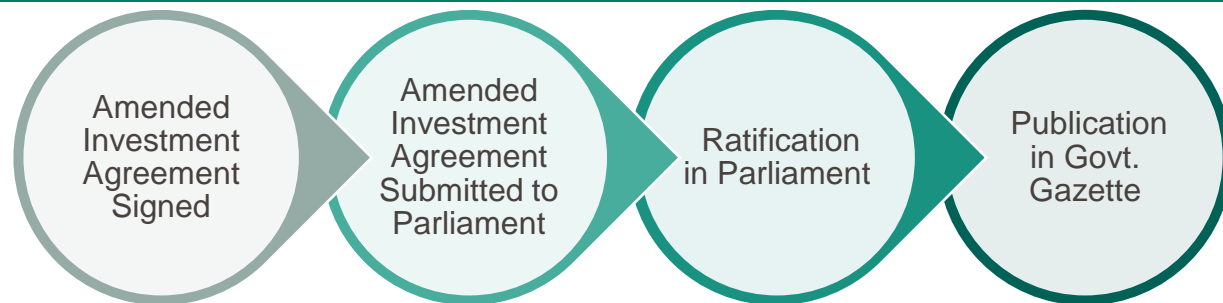 Amended
Investment
Agreement
Signed
Amended
Investment
Agreement
Submitted to
Parliament
Ratification
in Parliament
Publication
in Govt.
Gazette